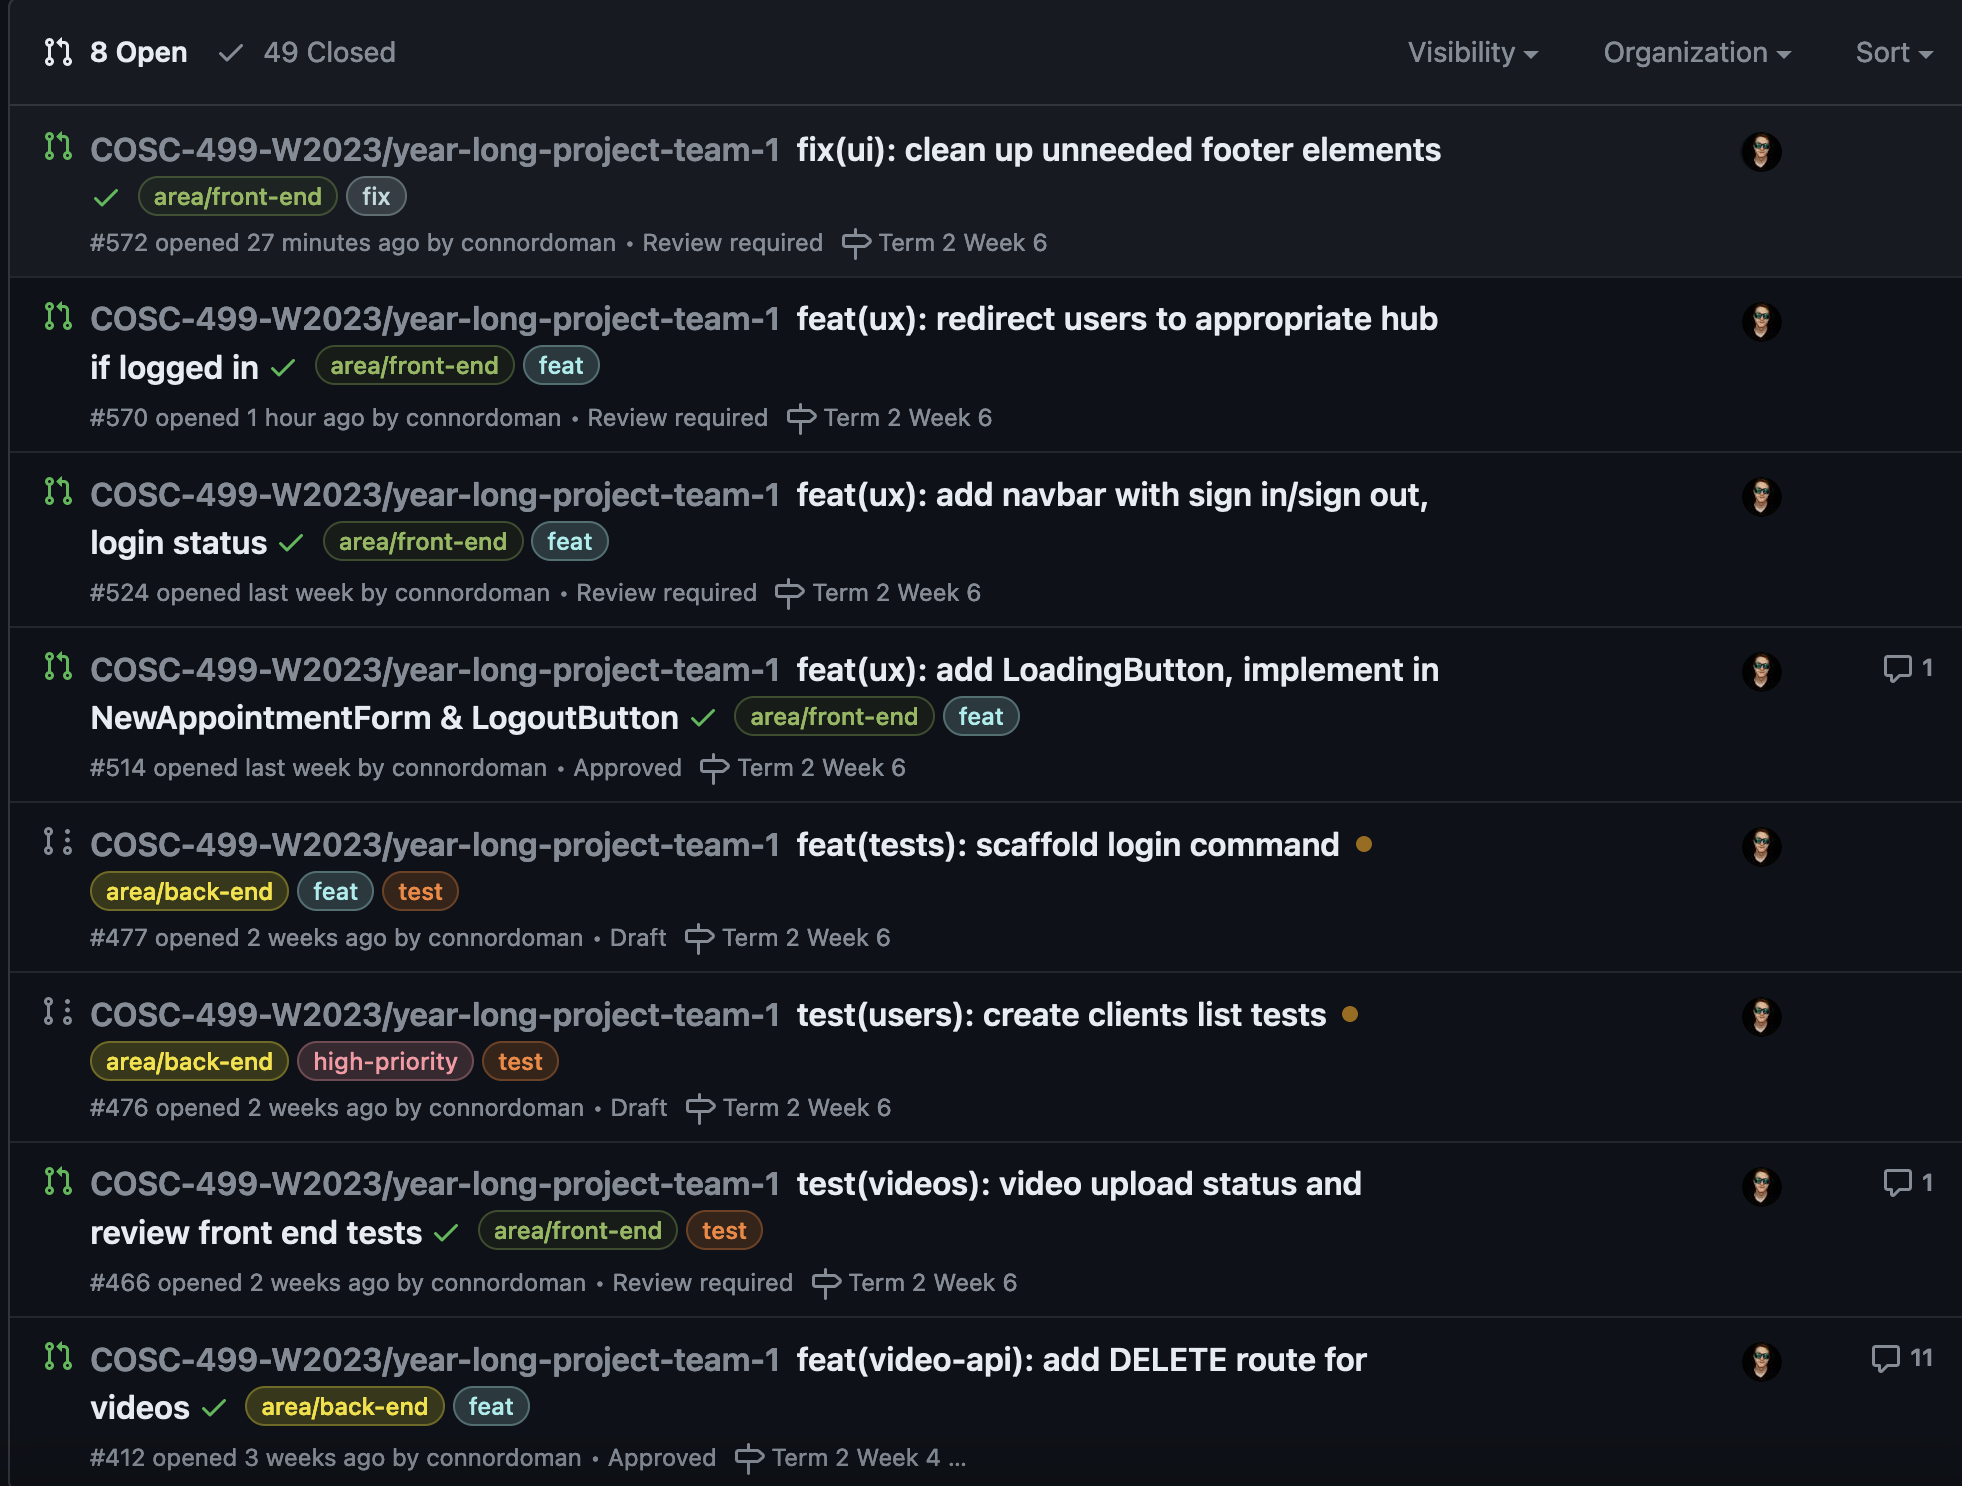 8 Open 49 Closed Visibility Organization Sort
COSC-499-W2023/year-long-project-team-1 fix(ui): clean up unneeded footer elements
area/front-end fix
#572 opened 27 minutes ago by connordoman • Review required Term 2 Week 6
COSC-499-W2023/year-long-project-team-1 feat(ux): redirect users to appropriate hub
if logged in area/front-end feat
#570 opened 1 hour ago by connordoman • Review required Term 2 Week 6
COSC-499-W2023/year-long-project-team-1 feat(ux): add navbar with sign in/sign out,
login status area/front-end feat
#524 opened last week by connordoman • Review required Term 2 Week 6
COSC-499-W2023/year-long-project-team-1 feat(ux): add LoadingButton, implement in 1
NewAppointmentForm & LogoutButton area/front-end feat
#514 opened last week by connordoman • Approved Term 2 Week 6
COSC-499-W2023/year-long-project-team-1 feat(tests): scaffold login command
area/back-end feat test
#477 opened 2 weeks ago by connordoman • Draft Term 2 Week 6
COSC-499-W2023/year-long-project-team-1 test(users): create clients list tests
area/back-end high-priority test
#476 opened 2 weeks ago by connordoman • Draft Term 2 Week 6
COSC-499-W2023/year-long-project-team-1 test(videos): video upload status and 1
review front end tests area/front-end test
#466 opened 2 weeks ago by connordoman • Review required Term 2 Week 6
COSC-499-W2023/year-long-project-team-1 feat(video-api): add DELETE route for 11
videos area/back-end feat
#412 opened 3 weeks ago by connordoman • Approved Term 2 Week 4 ...